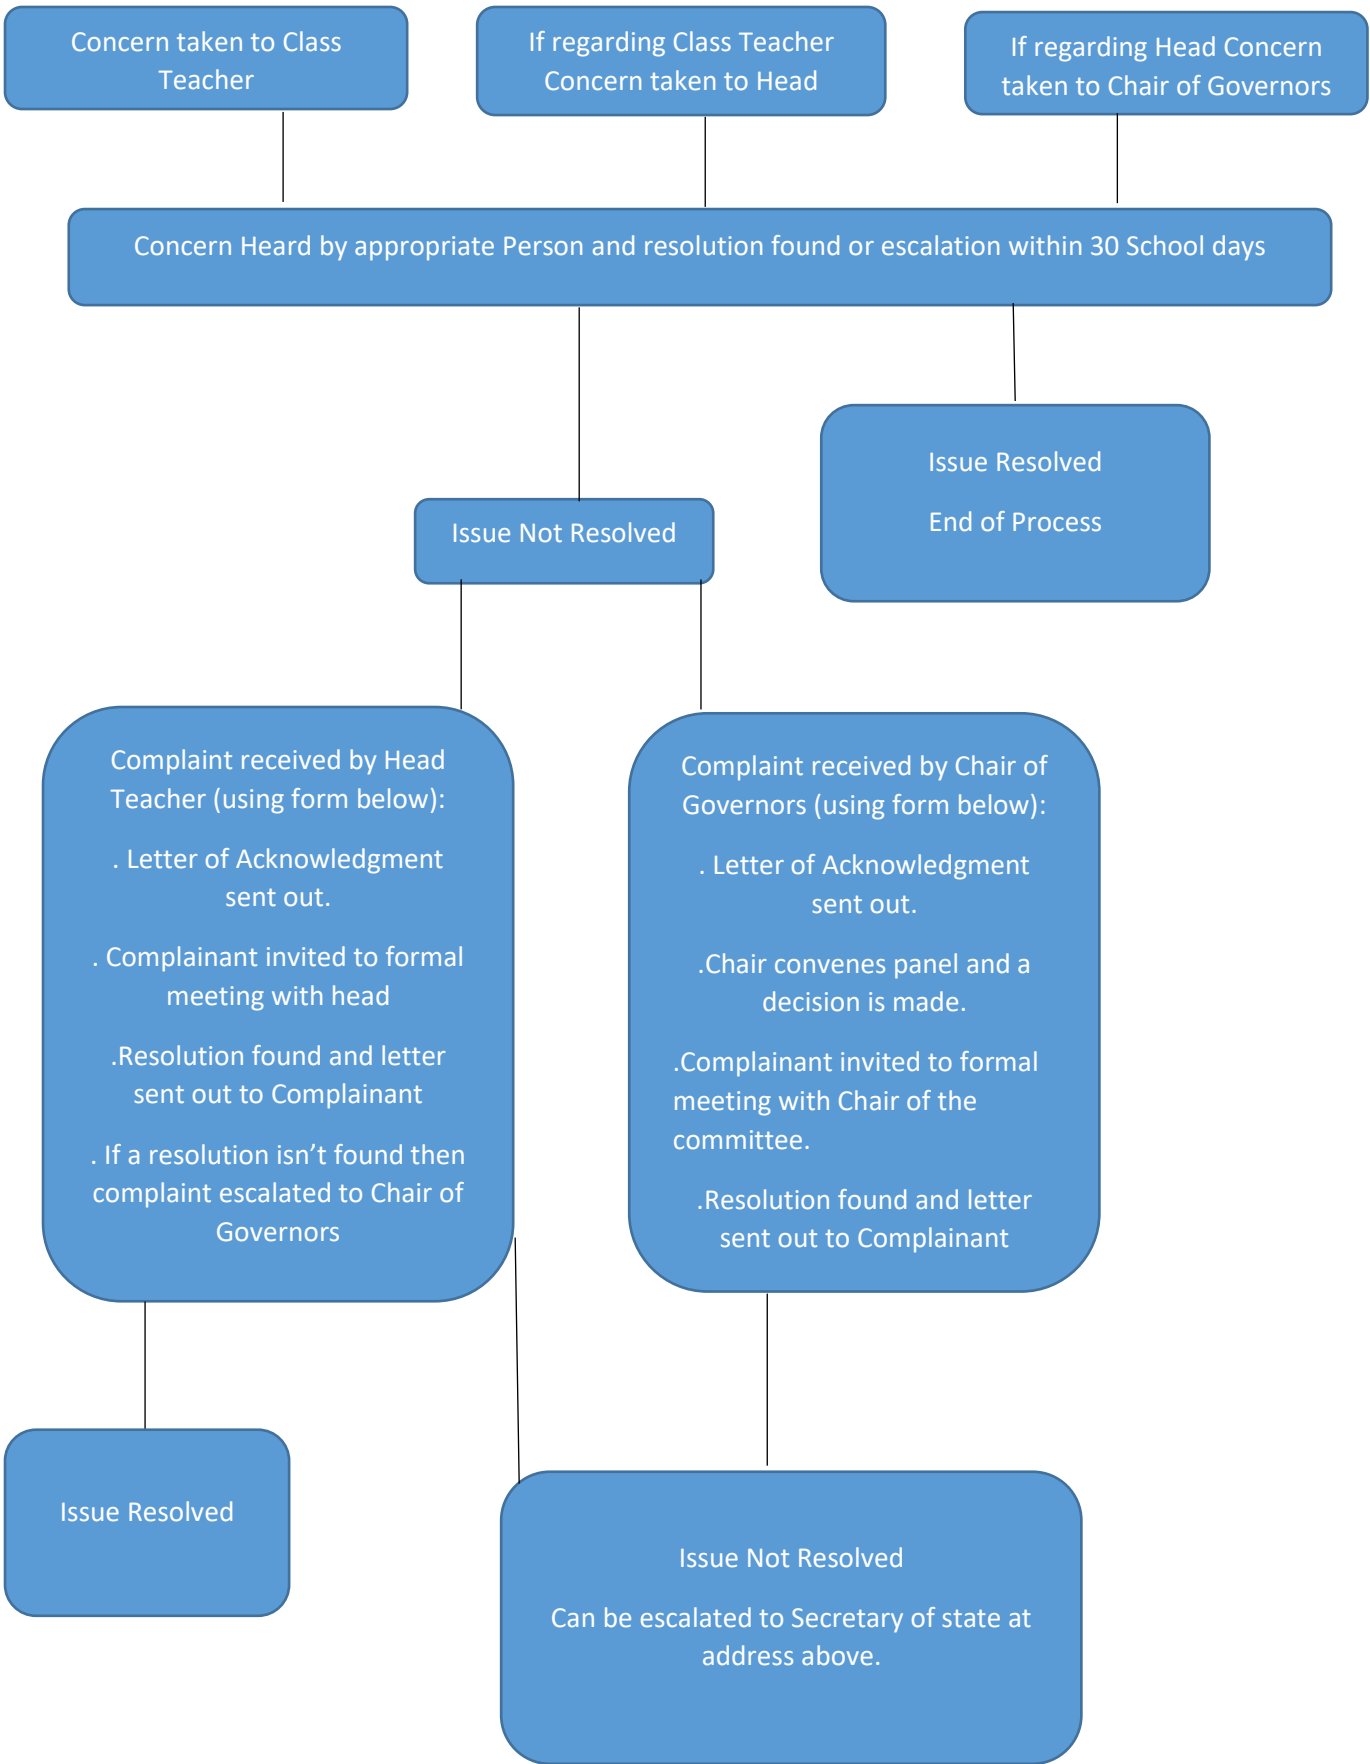 Concern taken to Class
Teacher
If regarding Class Teacher
Concern taken to Head
If regarding Head Concern
taken to Chair of Governors
Concern Heard by appropriate Person and resolution found or escalation within 30 School days
Issue Resolved
End of Process
Issue Not Resolved
Complaint received by Head
Teacher (using form below):
. Letter of Acknowledgment
sent out.
. Complainant invited to formal
meeting with head
.Resolution found and letter
sent out to Complainant
. If a resolution isn’t found then
complaint escalated to Chair of
Governors
Complaint received by Chair of
Governors (using form below):
. Letter of Acknowledgment
sent out.
.Chair convenes panel and a
decision is made.
.Complainant invited to formal
meeting with Chair of the
committee.
.Resolution found and letter
sent out to Complainant
Issue Resolved
Issue Not Resolved
Can be escalated to Secretary of state at
address above.